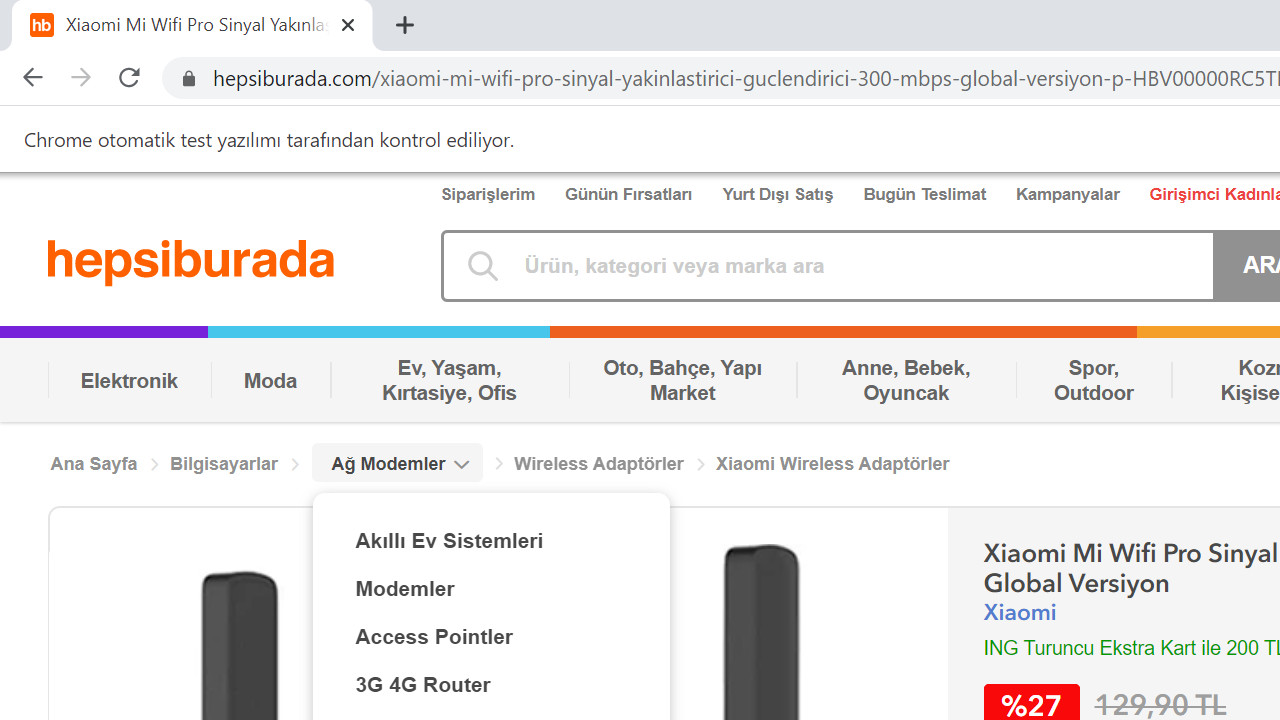 hb Xiaomi Mi Wifi Pro Sinyal Yakınlaş
hepsiburada.com/xiaomi-mi-wifi-pro-sinyal-yakinlastirici-guclendirici-300-mbps-global-versiyon-p-HBV00000RC5T
Chrome otomatik test yazılımı tarafından kontrol ediliyor.
Siparişlerim Günün Fırsatları Yurt Dışı Satış Bugün Teslimat Kampanyalar Girişimci Kadınla
hepsiburada
Ürün, kategori veya marka ara
ARA
Elektronik
Moda
Ev, Yaşam,
Kırtasiye, Ofis
Oto, Bahçe, Yapı
Market
Anne, Bebek,
Oyuncak
Spor,
Outdoor
Koz
Kişise
Ana Sayfa Bilgisayarlar Ağ Modemler Wireless Adaptörler Xiaomi Wireless Adaptörler
Akıllı Ev Sistemleri
Modemler
Access Pointler
3G 4G Router
Xiaomi Mi Wifi Pro Sinyal
Global Versiyon
Xiaomi
ING Turuncu Ekstra Kart ile 200 TL
%27 129,90 TL